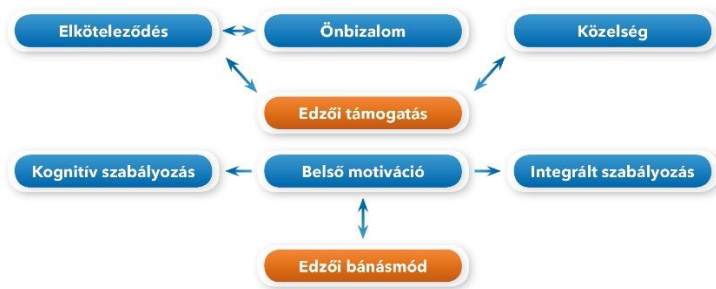 Elköteleződés
Önbizalom
Közelség
Edzői támogatás
Kognitív szabályozás
Belső motiváció
Integrált szabályozás
Edzői bánásmód